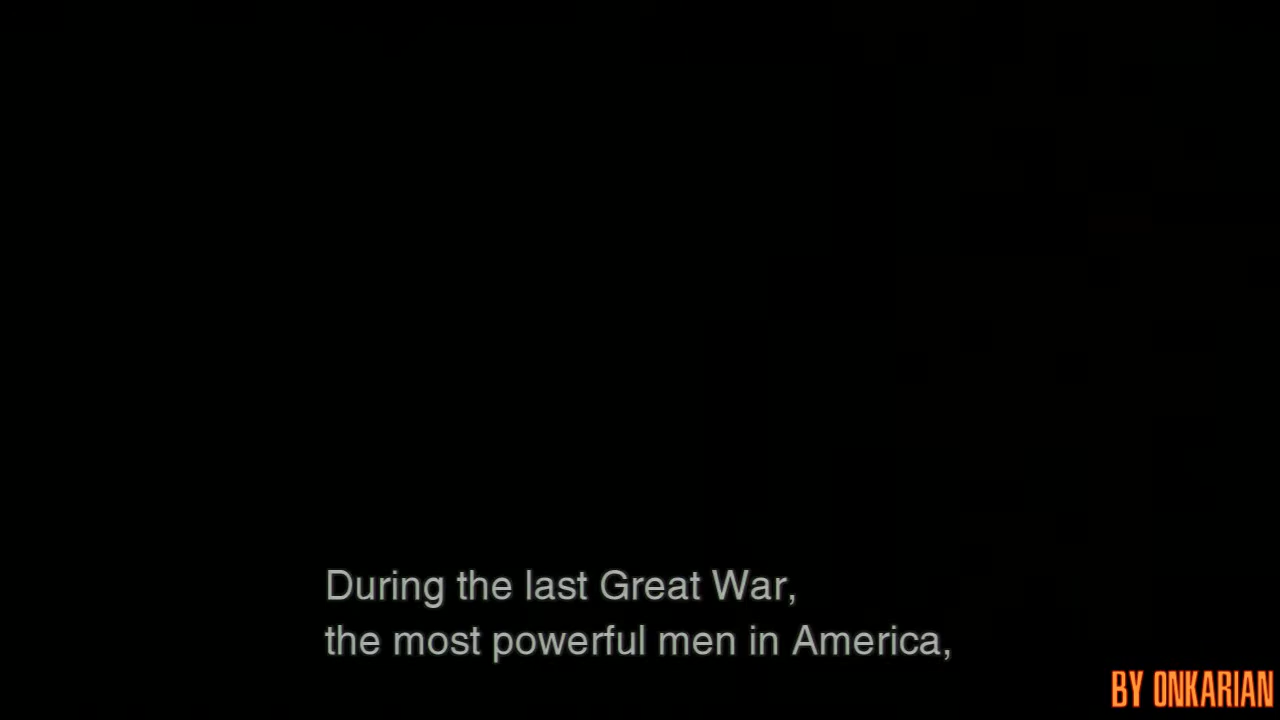 During the last Great War,
the most powerful men in America,
BY ONKARIAN